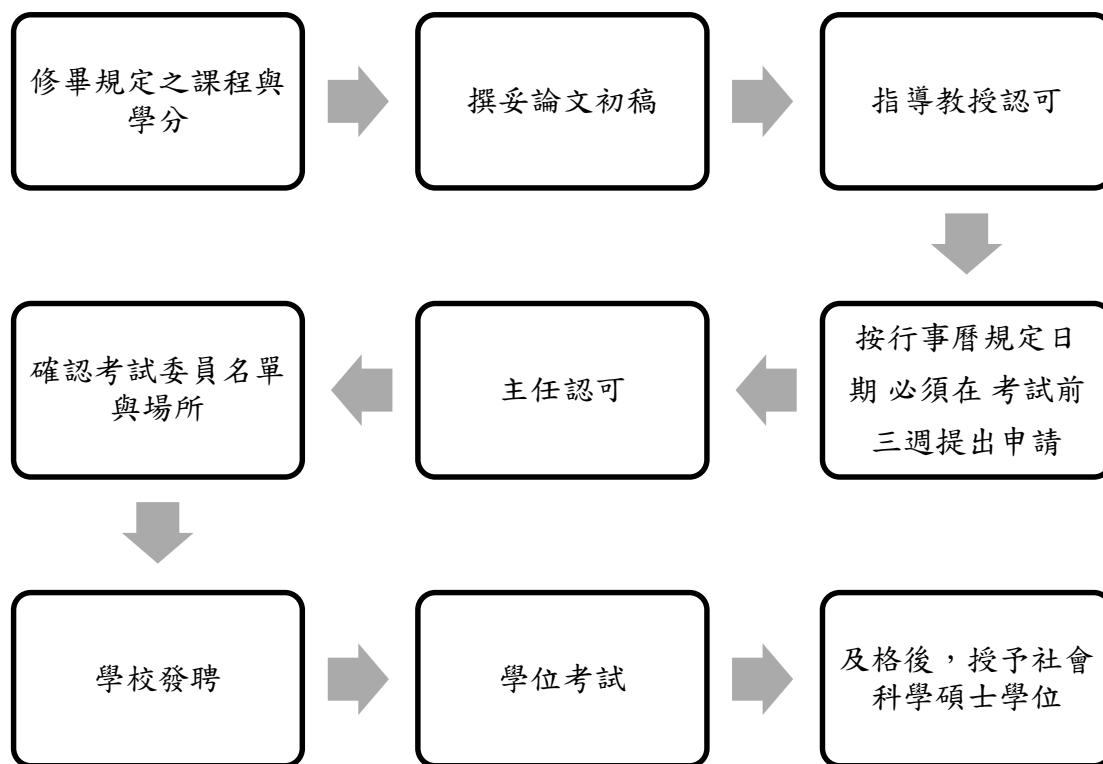 修畢規定之課程與
學分
撰妥論文初稿
指導教授認可
按行事曆規定日
期 必須在 考試前
三週提出申請
主任認可
確認考試委員名單
與場所
學校發聘
學位考試
及格後，授予社會
科學碩士學位